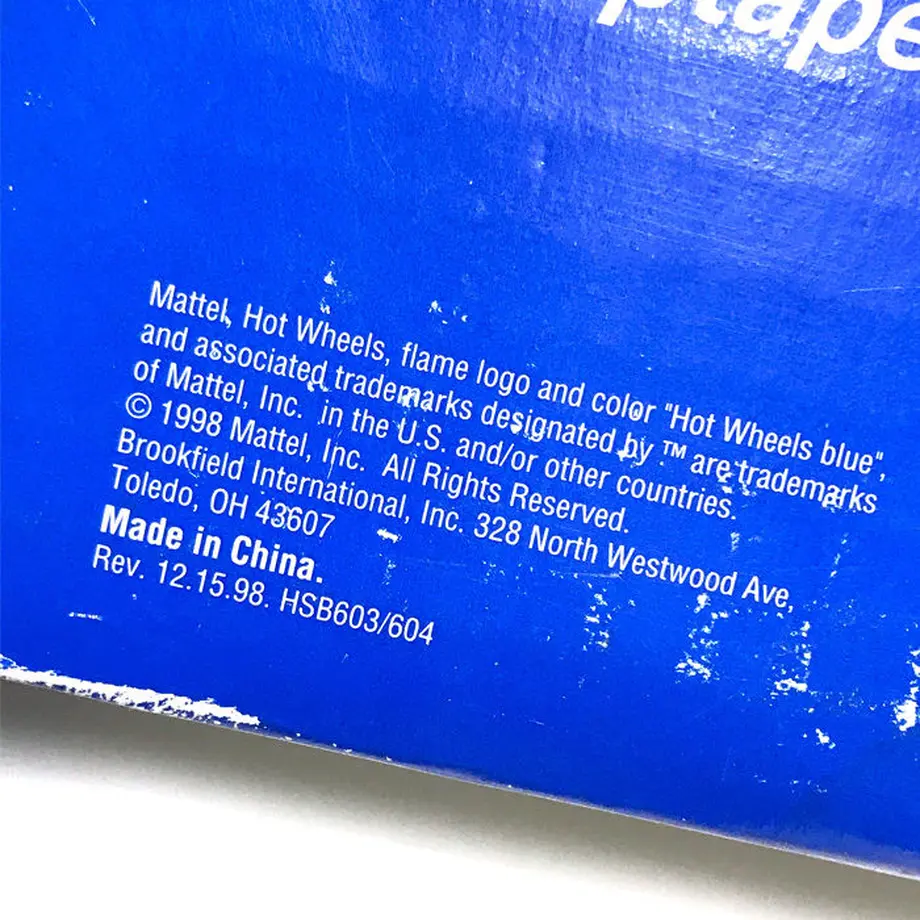 Mattel, Hot Wheels, flame logo and color "Hot Wheels blue",
and associated trademarks designated by ™ are trademarks
of Mattel, Inc. in the U.S. and/or other countries.
© 1998 Mattel, Inc. All Rights Reserved.
Brookfield International, Inc. 328 North Westwood Ave,
Toledo, OH 43607
Made in China.
Rev. 12.15.98. HSB603/604